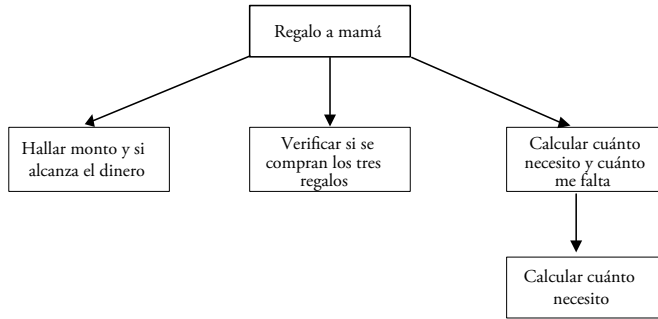 Regalo a mamá
Hallar monto y si
alcanza el dinero
Verificar si se
compran los tres
regalos
Calcular cuánto
necesito y cuánto
me falta
Calcular cuánto
necesito